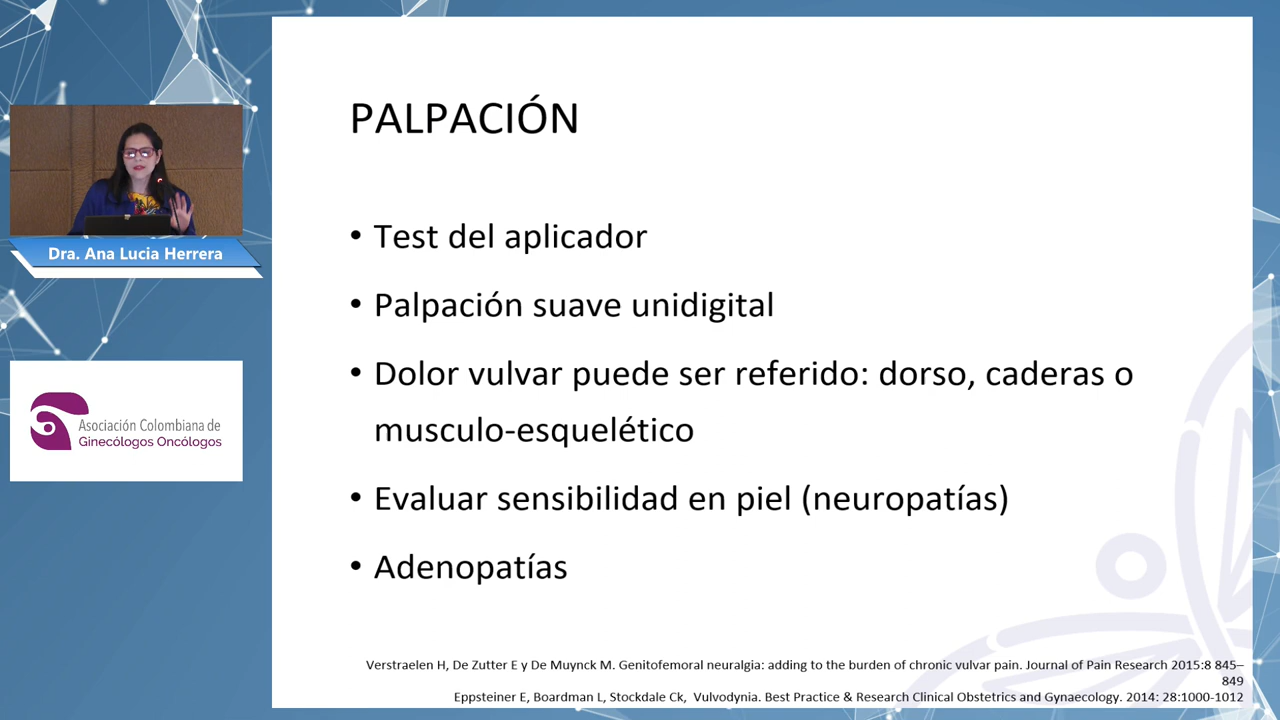 PALPACIÓN
Dra. Ana Lucia Herrera
Asociación Colombiana de
Ginecólogos Oncólogos
• Test del aplicador
• Palpación suave unidigital
• Dolor vulvar puede ser referido: dorso, caderas o
musculo-esquelético
• Evaluar sensibilidad en piel (neuropatías)
• Adenopatías
Verstraelen H, De Zutter E y De Muynck M. Genitofemoral neuralgia: adding to the burden of chronic vulvar pain. Journal of Pain Research 2015:8 845–
849
Eppsteiner E, Boardman L, Stockdale Ck, Vulvodynia. Best Practice & Research Clinical Obstetrics and Gynaecology. 2014: 28:1000-1012